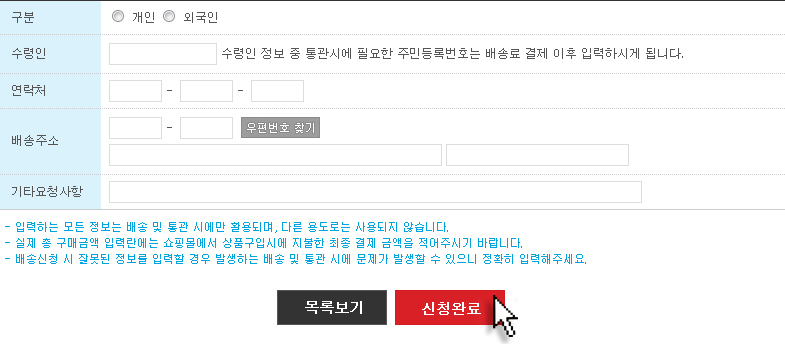 구분 개인 외국인
수령인 수령인 정보 중 통관시에 필요한 주민등록번호는 배송료 결제 이후 입력하시게 됩니다.
연락처 - -
배송주소 - 우편번호 찾기
기타요청사항
- 입력하는 모든 정보는 배송 및 통관 시에만 활용되며, 다른 용도로는 사용되지 않습니다.
- 실제 총 구매금액 입력란에는 쇼핑몰에서 상품구입시에 지불한 최종 결제 금액을 적어주시기 바랍니다.
- 배송신청 시 잘못된 정보를 입력할 경우 발생하는 배송 및 통관 시에 문제가 발생할 수 있으니 정확히 입력해주세요.
목록보기 신청완료